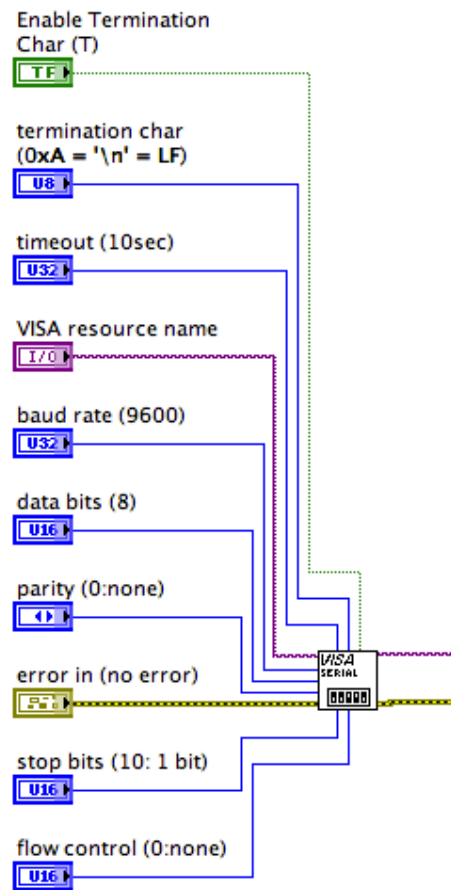 Enable Termination
Char (T)
TF
termination char
(0xA = '\n' = LF)
U8
timeout (10sec)
U32
VISA resource name
I/O
baud rate (9600)
U32
data bits (8)
U16
parity (0:none)
error in (no error)
VISA
SERIAL
stop bits (10: 1 bit)
U16
flow control (0:none)
U16